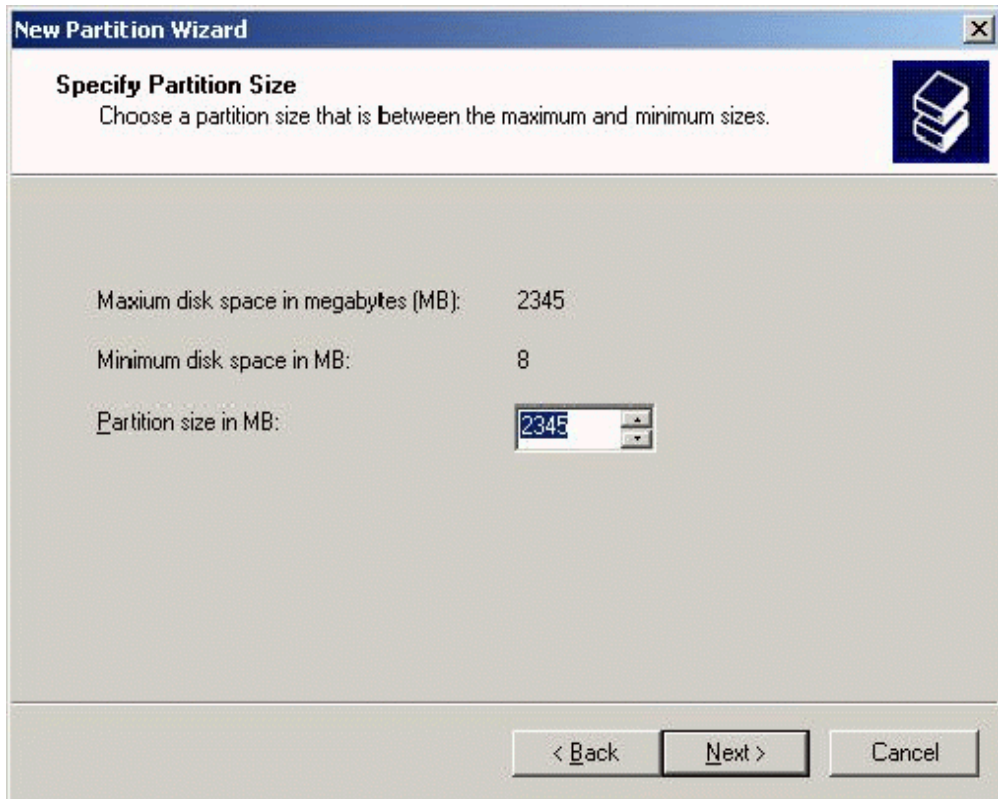 New Partition Wizard
Specify Partition Size
Choose a partition size that is between the maximum and minimum sizes.
Maxium disk space in megabytes (MB): 2345
Minimum disk space in MB: 8
Partition size in MB: 2345
< Back Next > Cancel